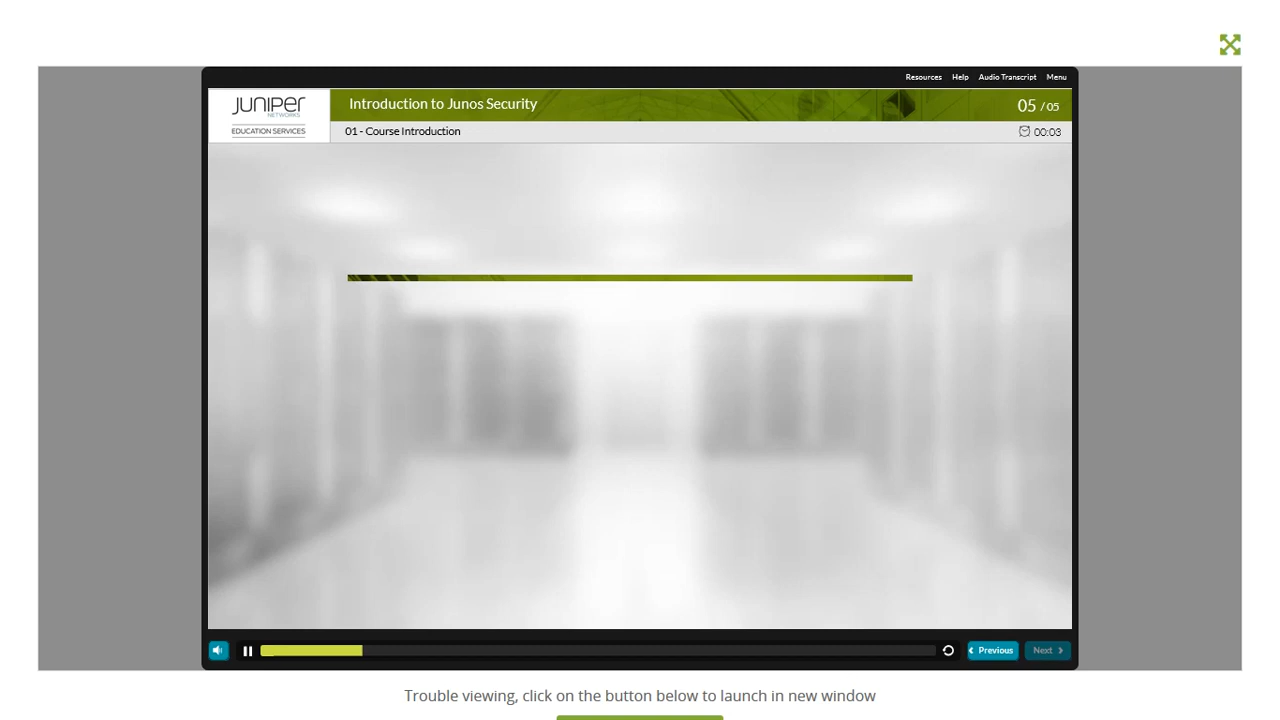 Resources Help Audio Transcript Menu
JUNIPER
NETWORKS
EDUCATION SERVICES
Introduction to Junos Security
05 / 05
01 - Course Introduction
00:03
Previous
Next
Trouble viewing, click on the button below to launch in new window